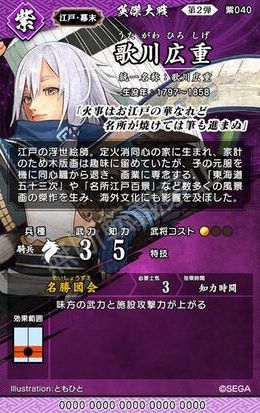 紫
江戸・幕末
英傑大戦
第2弾
紫040
うたがわ ひろしげ
歌川広重
統一名称:歌川広重
生没年:1797~1858
「火事はお江戸の華なれど
名所が焼けては筆も進まぬ」
江戸の浮世絵師。定火消同心の家に生まれ、家計
のため木版画は趣味に留めていたが、子の元服を
機に同心職から退き、画業に専念する。「東海道
五十三次」や「名所江戸百景」など数多くの風景
画の傑作を生み、海外文化にも影響を及ぼした。
兵種
武力
知力
武将コスト
騎兵
3
5
特技
めいしょうずえ
名勝図会
必要士気
3
効果時間
知力時間
味方の武力と施設攻撃力が上がる
効果範囲
©SEGA
Illustration:ともひと
0000 0000 0000 0000 0000